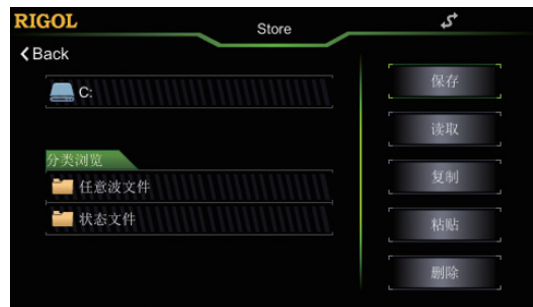 RIGOL
Store
Back
C:
分类浏览
任意波文件
状态文件
保存
读取
复制
粘贴
删除